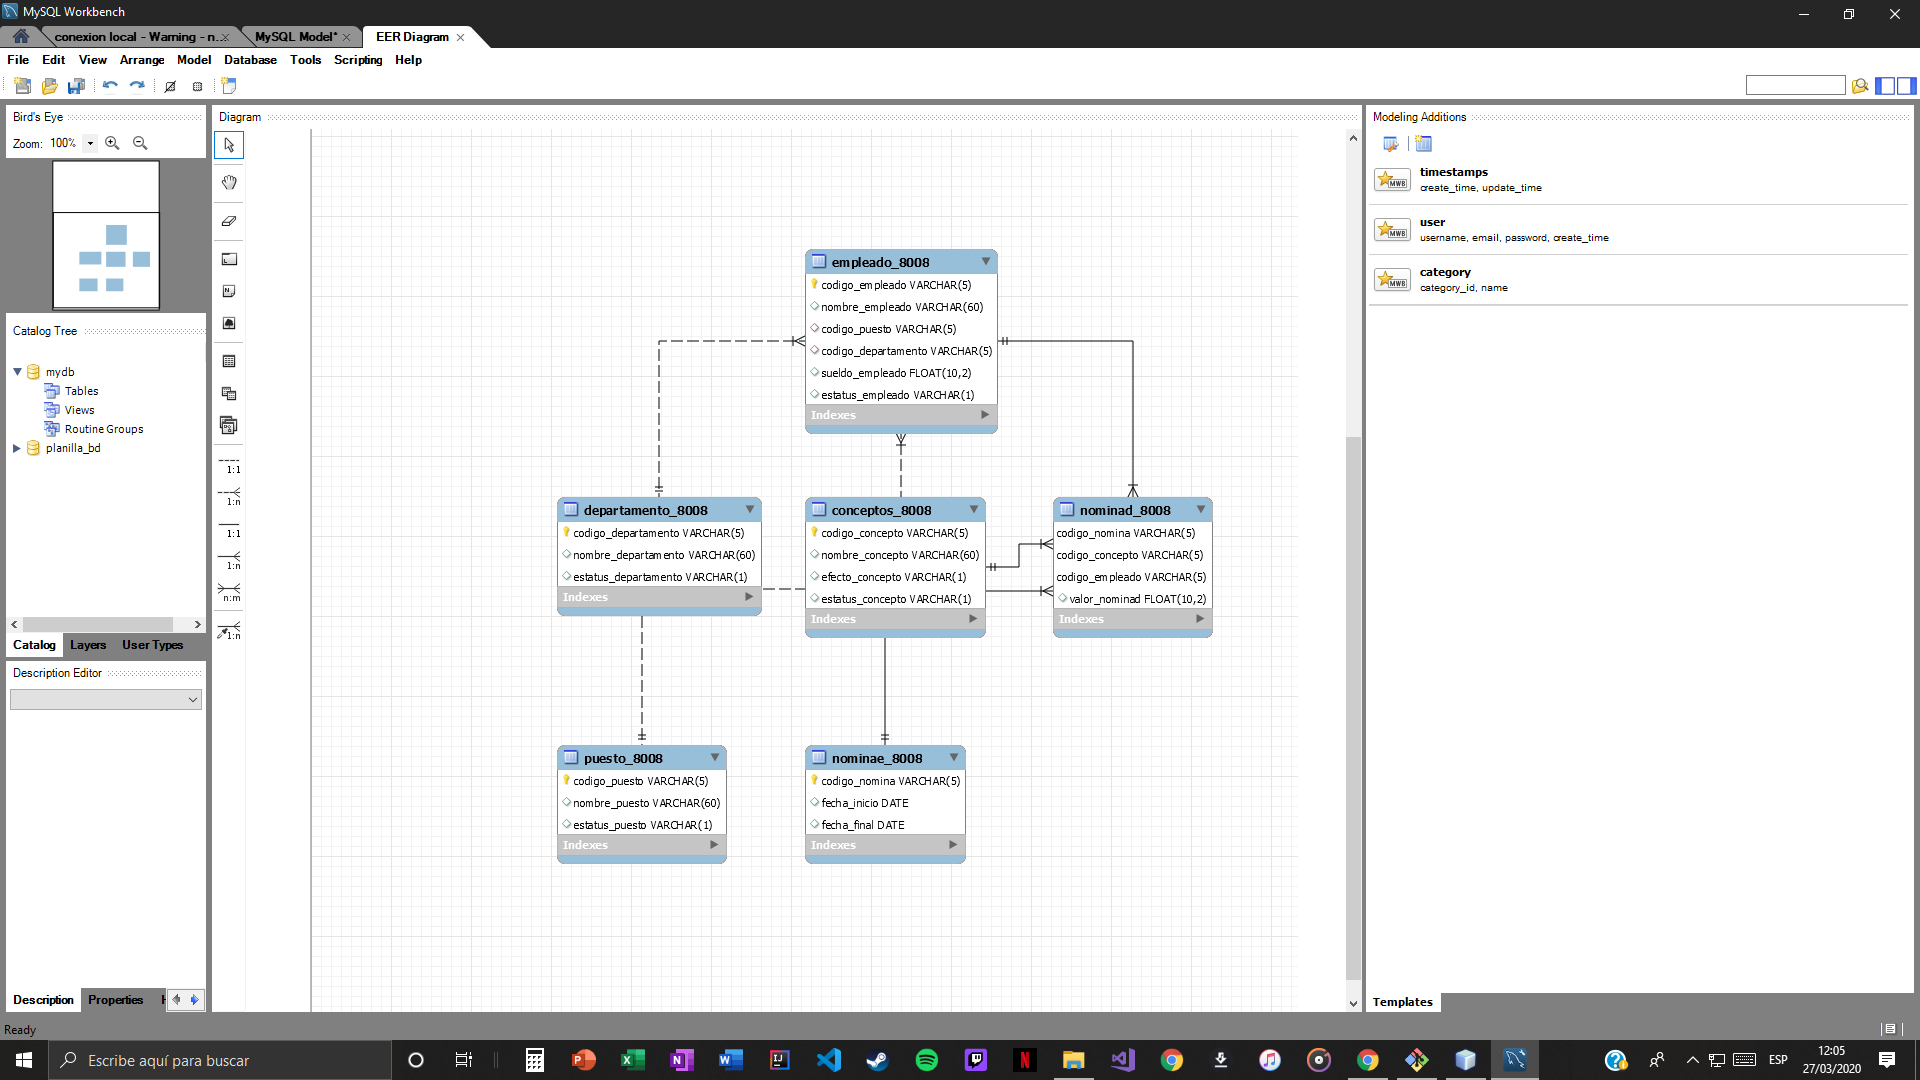 MySQL Workbench
conexion local - Warning - n...
MySQL Model*
EER Diagram
File Edit View Arrange Model Database Tools Scripting Help
Bird's Eye
Zoom: 100%
Diagram
Modeling Additions
timestamps
create_time, update_time
user
username, email, password, create_time
category
category_id, name
Catalog Tree
mydb
Tables
Views
Routine Groups
planilla_bd
Catalog Layers User Types
Description Editor
Description Properties
1:1
1:n
1:1
1:n
n:m
1:n
empleado_8008
codigo_empleado VARCHAR(5)
nombre_empleado VARCHAR(60)
codigo_puesto VARCHAR(5)
codigo_departamento VARCHAR(5)
sueldo_empleado FLOAT(10,2)
estatus_empleado VARCHAR(1)
Indexes
departamento_8008
codigo_departamento VARCHAR(5)
nombre_departamento VARCHAR(60)
estatus_departamento VARCHAR(1)
Indexes
conceptos_8008
codigo_concepto VARCHAR(5)
nombre_concepto VARCHAR(60)
efecto_concepto VARCHAR(1)
estatus_concepto VARCHAR(1)
Indexes
nominad_8008
codigo_nomina VARCHAR(5)
codigo_concepto VARCHAR(5)
codigo_empleado VARCHAR(5)
valor_nominad FLOAT(10,2)
Indexes
puesto_8008
codigo_puesto VARCHAR(5)
nombre_puesto VARCHAR(60)
estatus_puesto VARCHAR(1)
Indexes
nominae_8008
codigo_nomina VARCHAR(5)
fecha_inicio DATE
fecha_final DATE
Indexes
Templates
Ready
Escribe aquí para buscar
ESP
12:05
27/03/2020